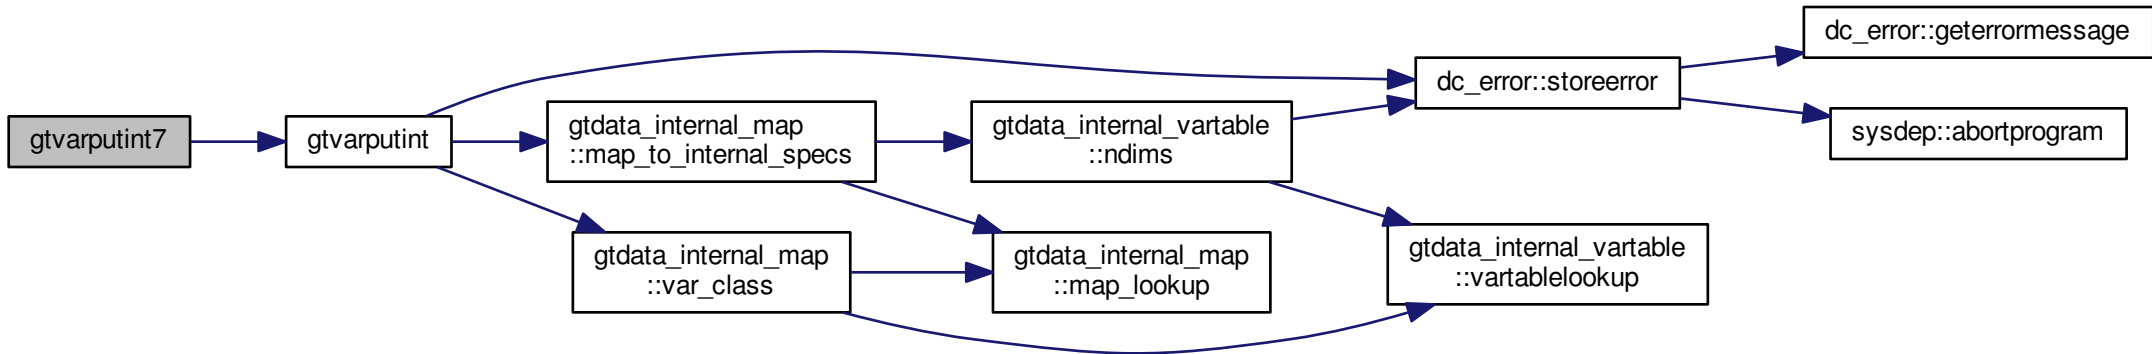 gtvarputint7
gtvarputint
gtdata_internal_map
::map_to_internal_specs
gtdata_internal_map
::var_class
gtdata_internal_vartable
::ndims
gtdata_internal_map
::map_lookup
dc_error::storeerror
gtdata_internal_vartable
::vartablelookup
dc_error::geterrormessage
sysdep::abortprogram